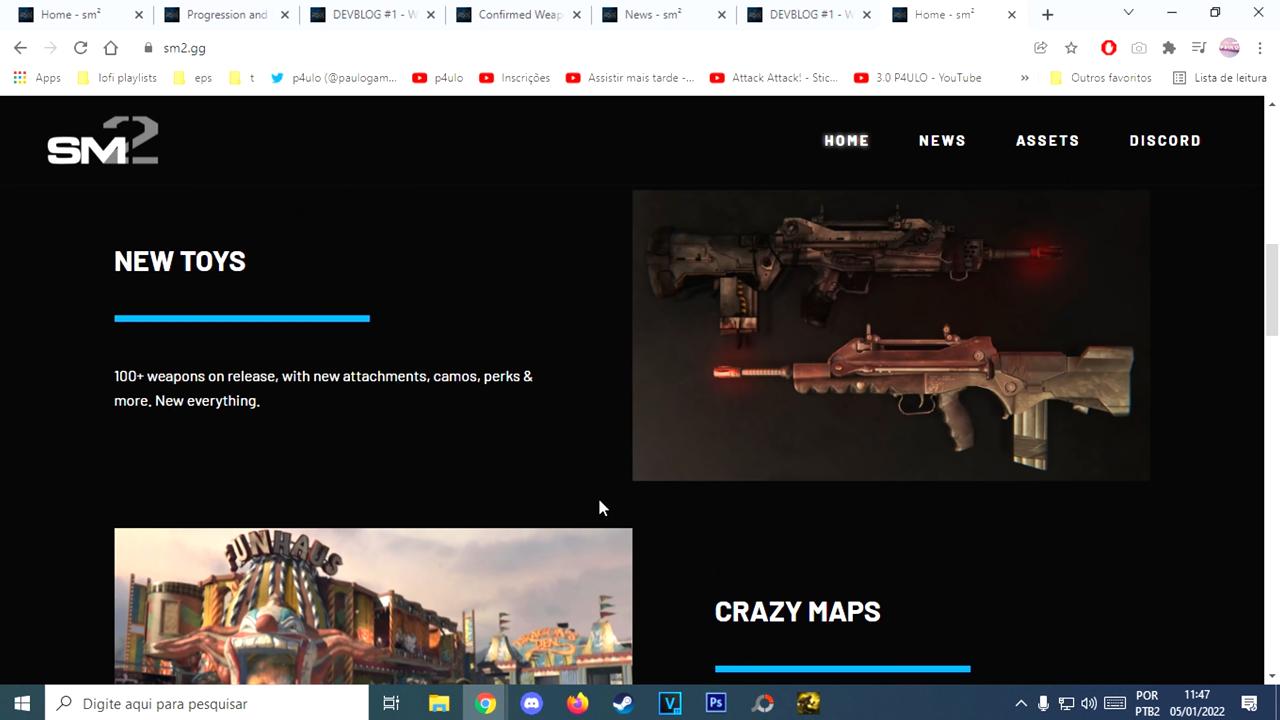 Home - sm²
Progression and
DEVBLOG #1 - W
Confirmed Weap
News - sm²
DEVBLOG #1 - W
Home - sm²
sm2.gg
Apps
lofi playlists
eps
t
p4ulo (@paulogam...
p4ulo
Inscrições
Assistir mais tarde -...
Attack Attack! - Stic...
3.0 P4ULO - YouTube
»
Outros favoritos
Lista de leitura
SM2
HOME
NEWS
ASSETS
DISCORD
NEW TOYS
100+ weapons on release, with new attachments, camos, perks &
more. New everything.
FUNHAUS
CRAZY MAPS
Digite aqui para pesquisar
V
Ps
POR
PTB2
11:47
05/01/2022